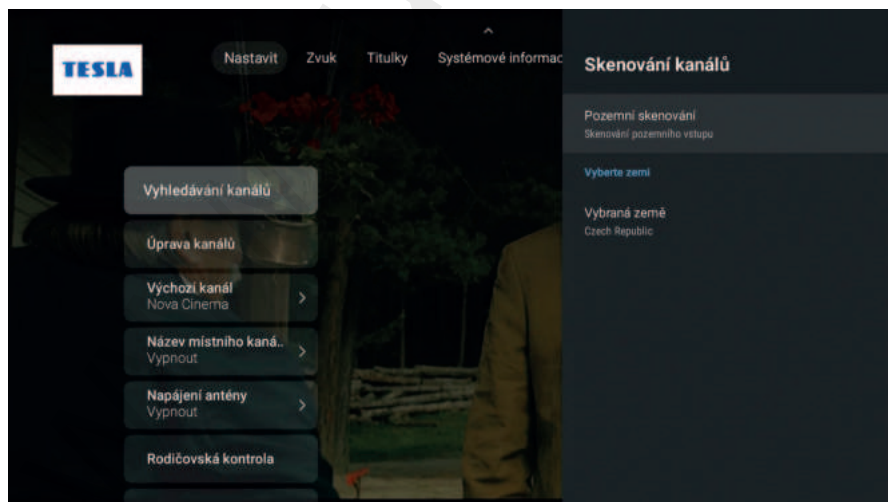 TESLA
Nastavit Zvuk Titulky Systémové informac
Vyhledávání kanálů
Úprava kanálů
Výchozí kanál
Nova Cinema
Název místního kaná..
Vypnout
Napájení antény
Vypnout
Rodičovská kontrola
Skenování kanálů
Pozemní skenování
Skenování pozemního vstupu
Vyberte zemi
Vybraná země
Czech Republic